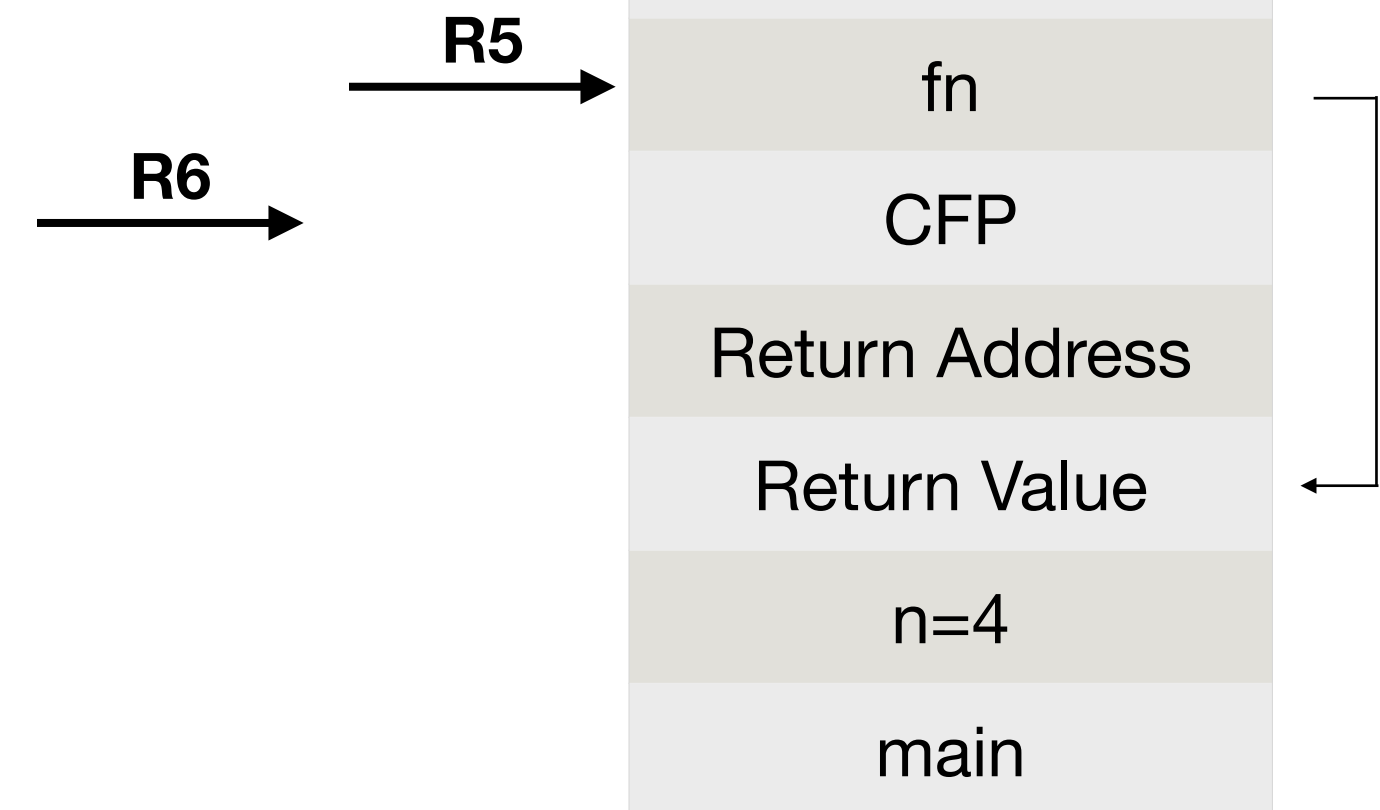 R5
fn
R6
CFP
Return Address
Return Value
n=4
main